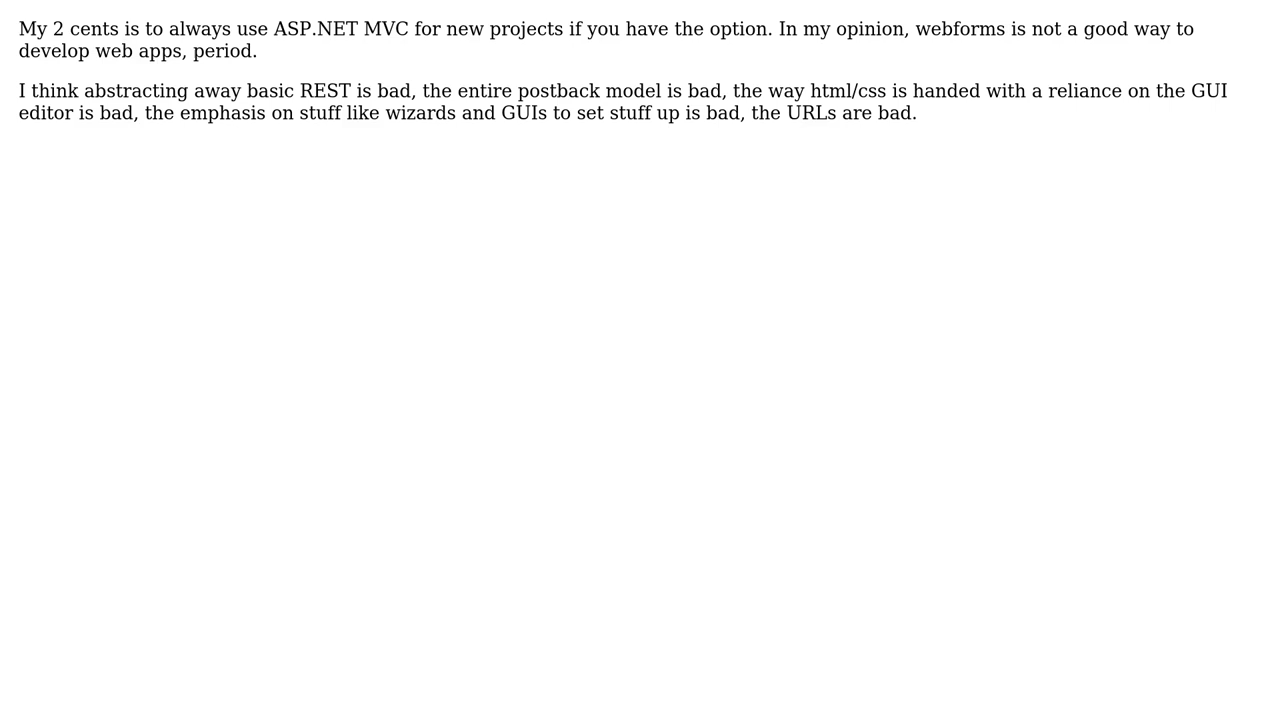 My 2 cents is to always use ASP.NET MVC for new projects if you have the option. In my opinion, webforms is not a good way to
develop web apps, period.
I think abstracting away basic REST is bad, the entire postback model is bad, the way html/css is handed with a reliance on the GUI
editor is bad, the emphasis on stuff like wizards and GUIs to set stuff up is bad, the URLs are bad.